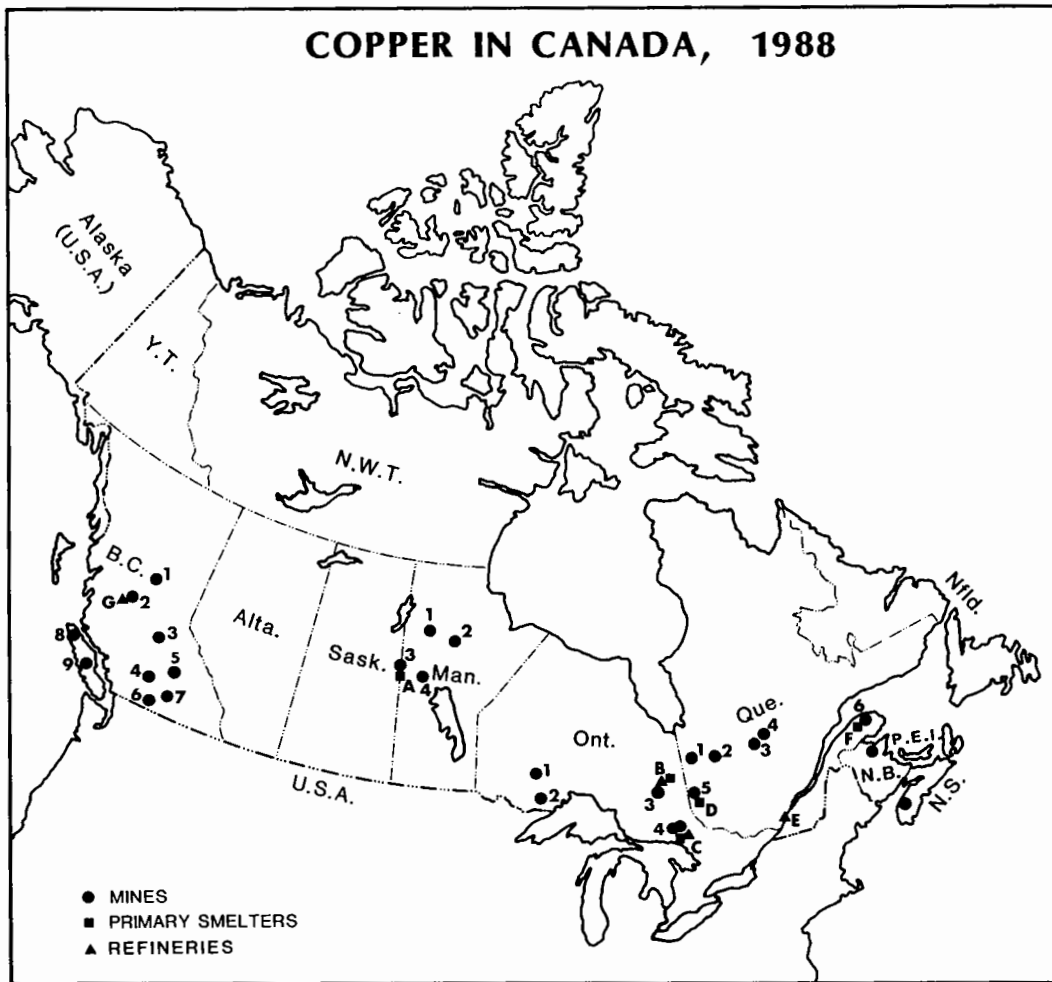 COPPER IN CANADA, 1988
Alaska
(U.S.A.)
Y.T.
N.W.T.
B.C.
1
G 2
3
4
5
6
7
8
9
Alta.
Sask.
Man.
1
2
3
A
4
U.S.A.
Ont.
1
2
B
3
4
C
Que.
1
2
3
4
5
D
E
6
F
Nfld.
P.E.I.
N.B.
N.S.
MINES
PRIMARY SMELTERS
REFINERIES